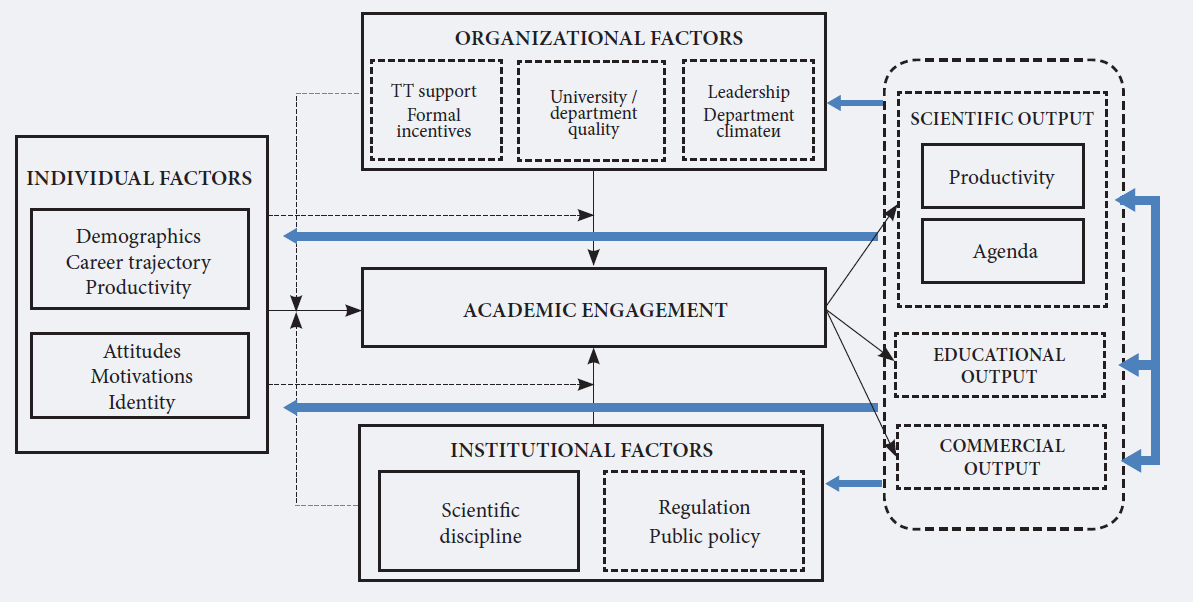 ORGANIZATIONAL FACTORS
TT support
Formal
incentives
University /
department
quality
Leadership
Department
climateи
INDIVIDUAL FACTORS
Demographics
Career trajectory
Productivity
Attitudes
Motivations
Identity
ACADEMIC ENGAGEMENT
INSTITUTIONAL FACTORS
Scientific
discipline
Regulation
Public policy
SCIENTIFIC OUTPUT
Productivity
Agenda
EDUCATIONAL
OUTPUT
COMMERCIAL
OUTPUT